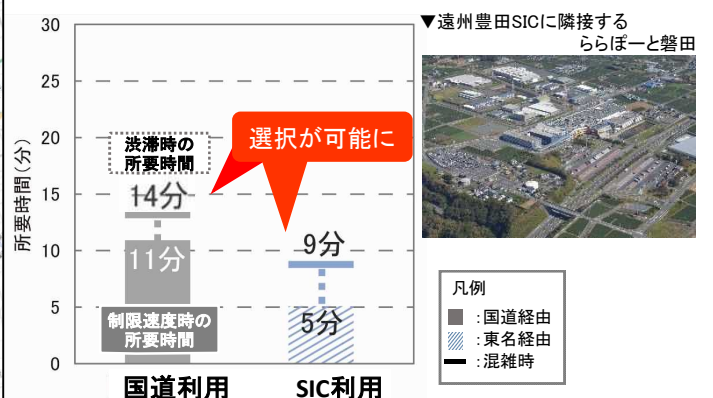 所要時間(分)
30
25
20
15
10
5
0
渋滞時の
所要時間
14分
11分
制限速度時の
所要時間
国道利用
選択が可能に
9分
5分
SIC利用
▼遠州豊田SICに隣接する
ららぽーと磐田
凡例
:国道経由
:東名経由
:混雑時